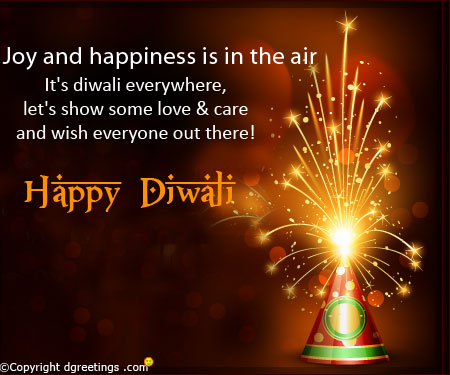 Joy and happiness is in the air
It's diwali everywhere,
let's show some love & care
and wish everyone out there!
Happy Diwali
©Copyright dgreetings .com